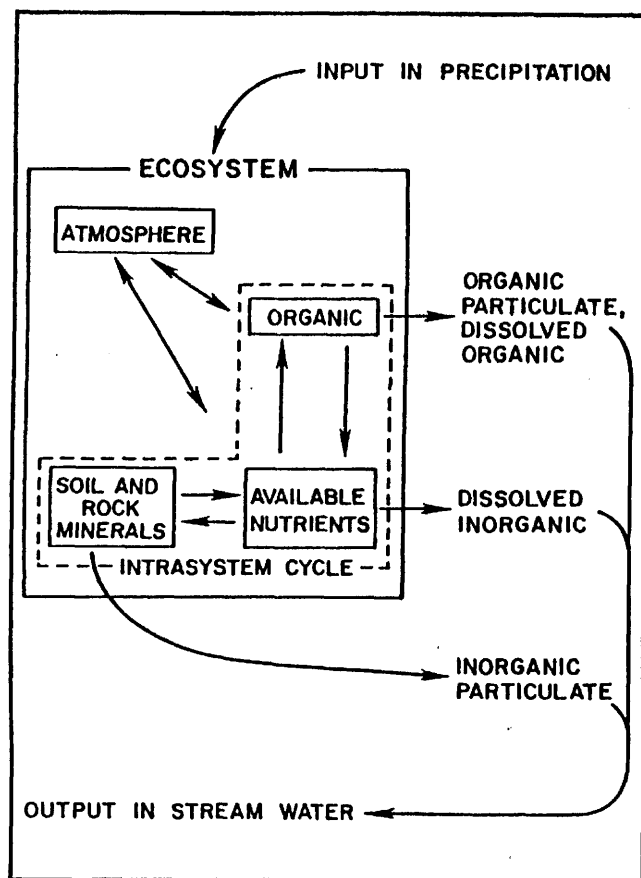 INPUT IN PRECIPITATION
ECOSYSTEM
ATMOSPHERE
ORGANIC
ORGANIC
PARTICULATE,
DISSOLVED
ORGANIC
SOIL AND
ROCK
MINERALS
AVAILABLE
NUTRIENTS
DISSOLVED
INORGANIC
INTRASYSTEM CYCLE
INORGANIC
PARTICULATE
OUTPUT IN STREAM WATER